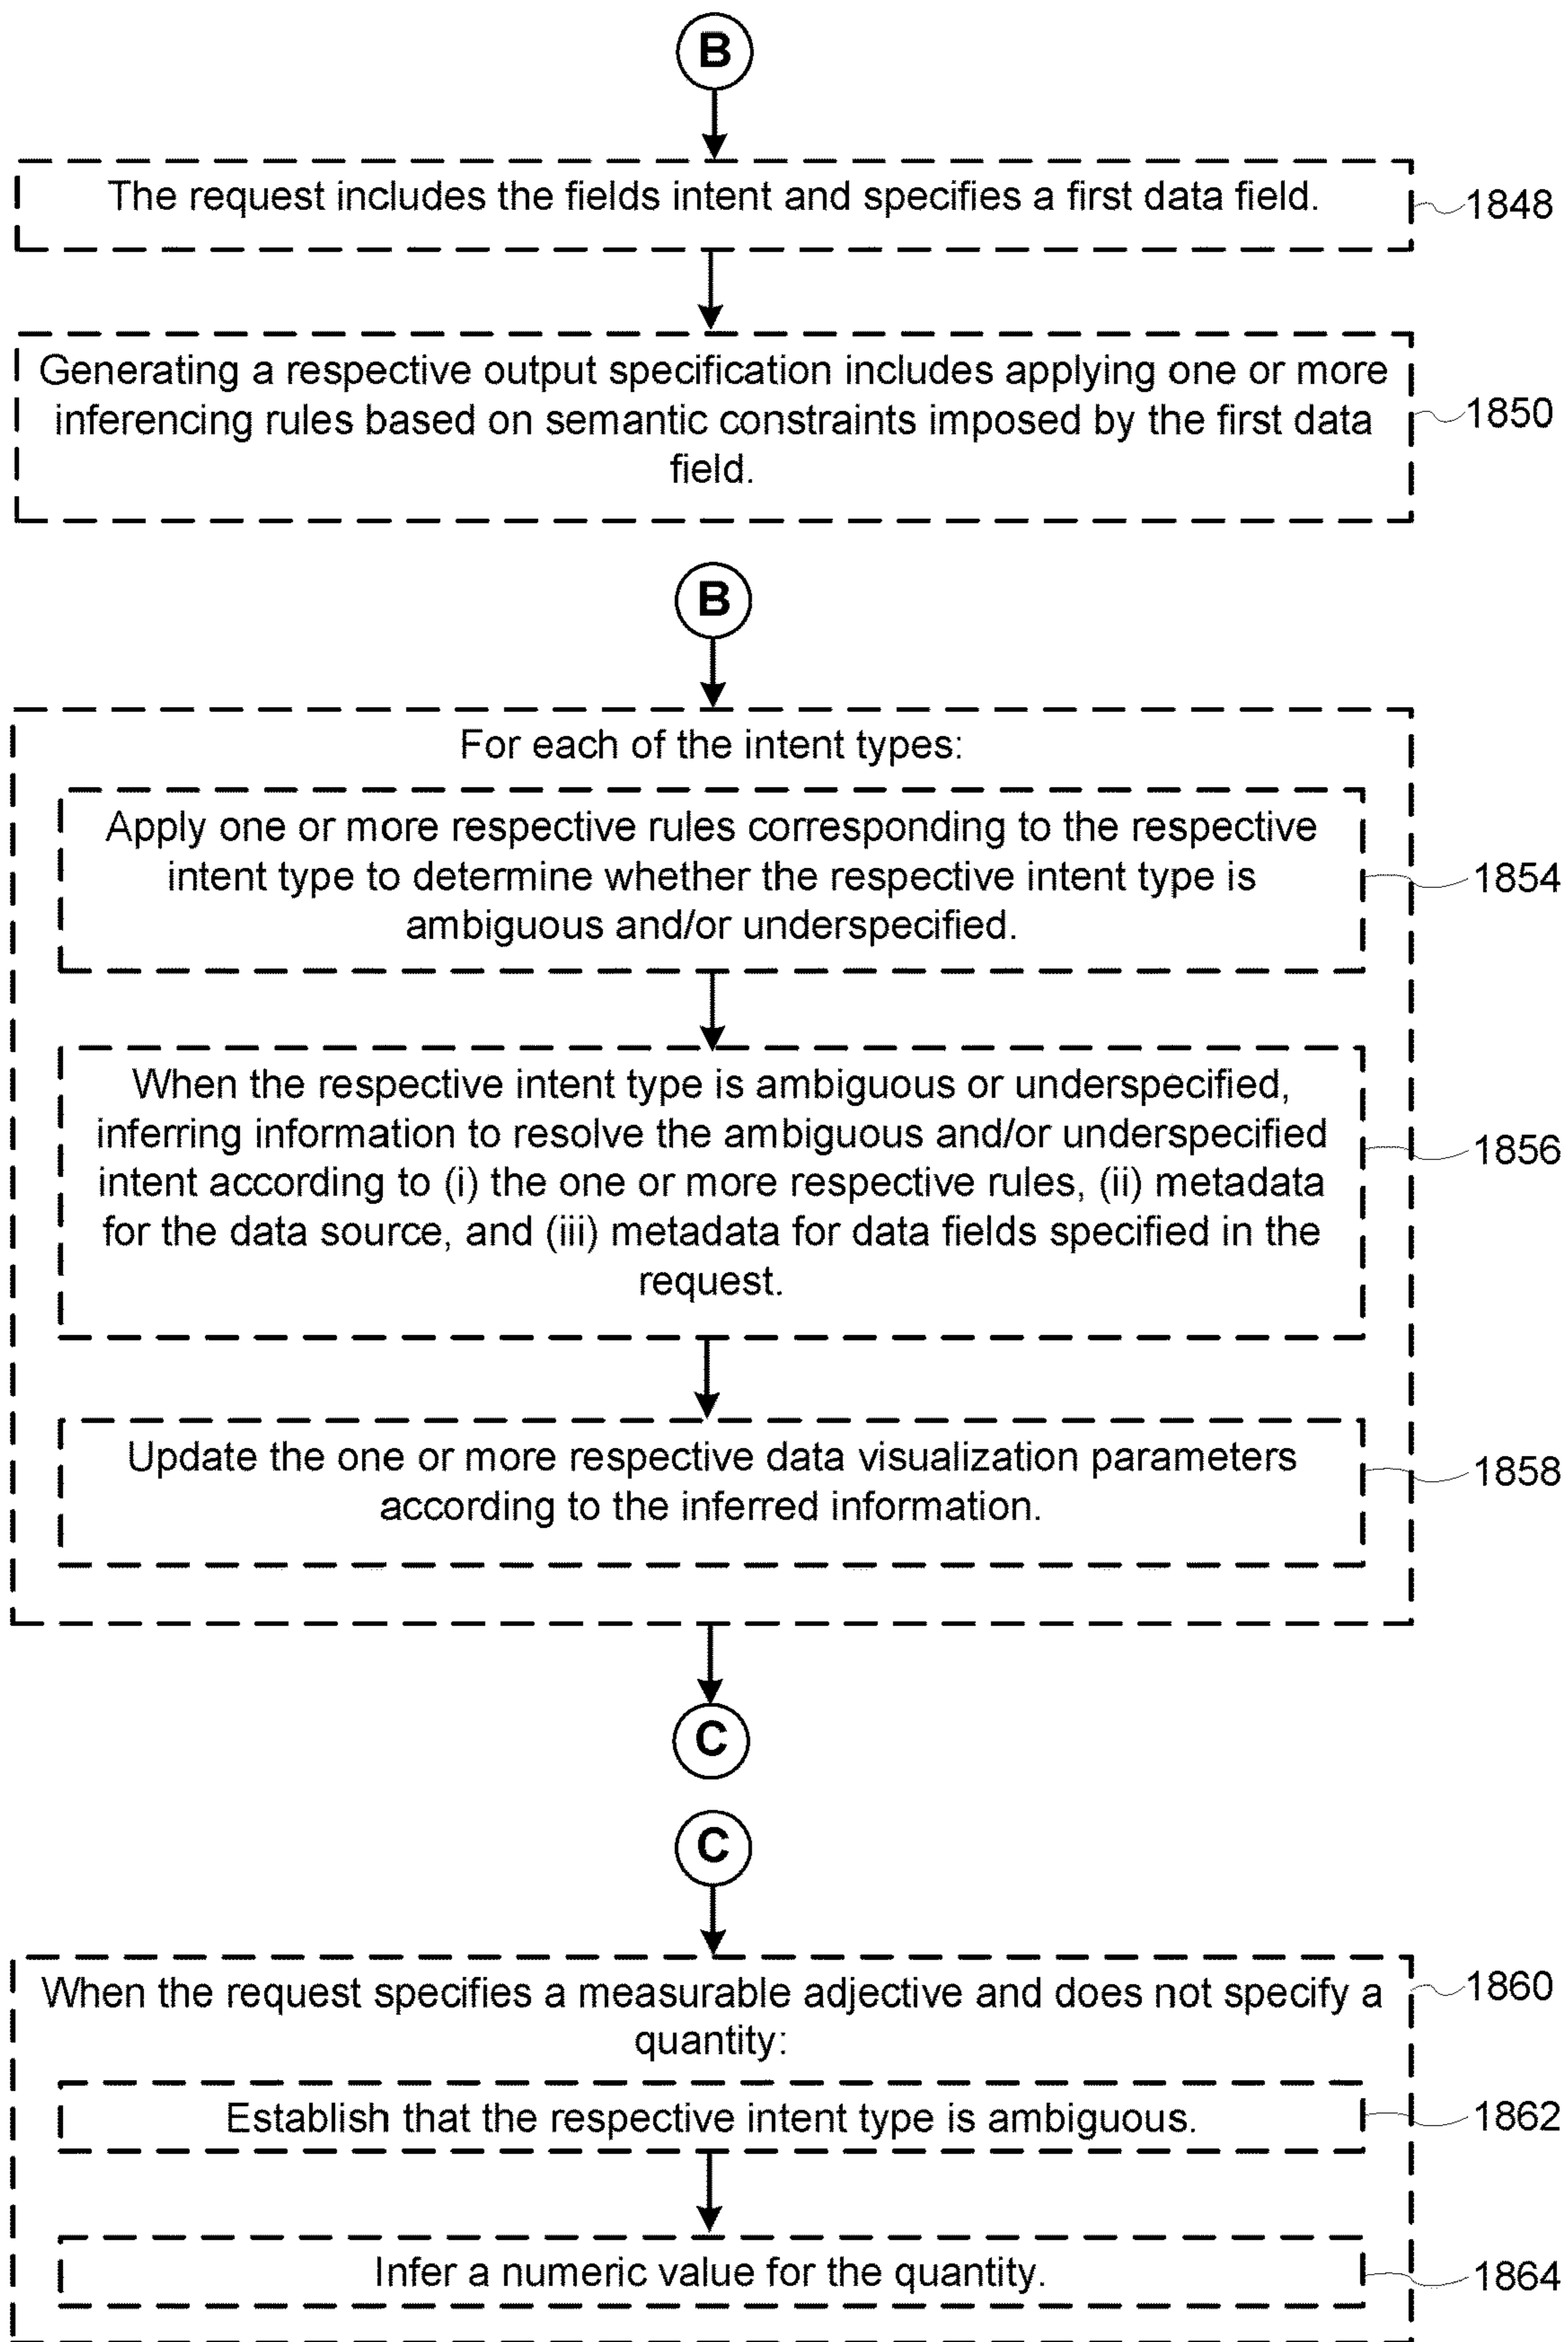 B
The request includes the fields intent and specifies a first data field.
1848
Generating a respective output specification includes applying one or more
inferencing rules based on semantic constraints imposed by the first data
field.
1850
B
For each of the intent types:
Apply one or more respective rules corresponding to the respective
intent type to determine whether the respective intent type is
ambiguous and/or underspecified.
1854
When the respective intent type is ambiguous or underspecified,
inferring information to resolve the ambiguous and/or underspecified
intent according to (i) the one or more respective rules, (ii) metadata
for the data source, and (iii) metadata for data fields specified in the
request.
1856
Update the one or more respective data visualization parameters
according to the inferred information.
1858
C
C
When the request specifies a measurable adjective and does not specify a
quantity:
1860
Establish that the respective intent type is ambiguous.
1862
Infer a numeric value for the quantity.
1864